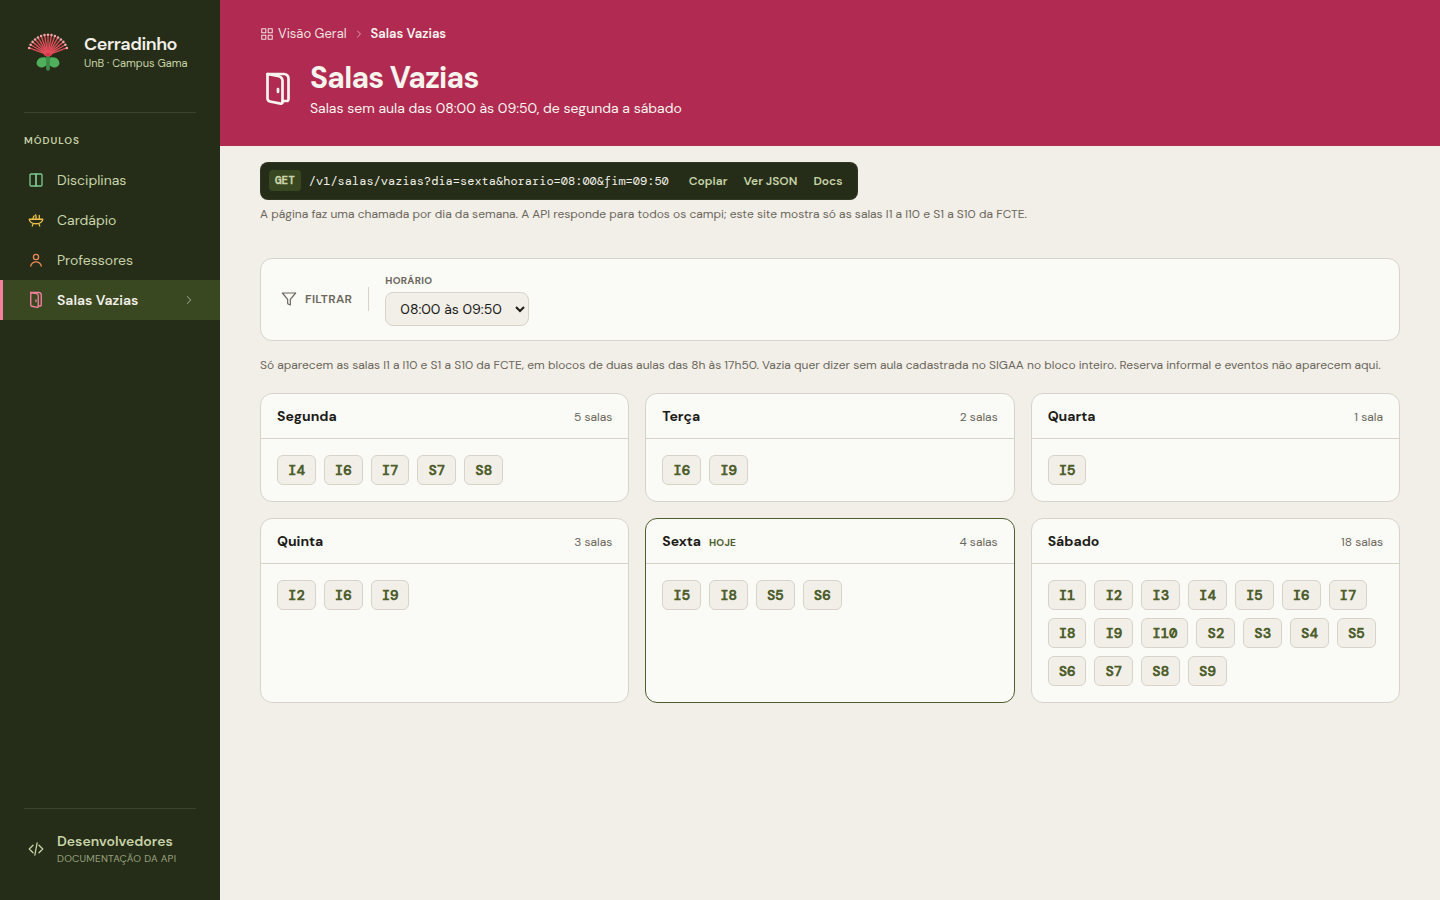 Cerradinho
UnB · Campus Gama
MÓDULOS
Disciplinas
Cardápio
Professores
Salas Vazias
Desenvolvedores
DOCUMENTAÇÃO DA API
Visão Geral > Salas Vazias
Salas Vazias
Salas sem aula das 08:00 às 09:50, de segunda a sábado
GET /v1/salas/vazias?dia=sexta&horario=08:00&fim=09:50 Copiar Ver JSON Docs
A página faz uma chamada por dia da semana. A API responde para todos os campi; este site mostra só as salas I1 a I10 e S1 a S10 da FCTE.
FILTRAR
HORÁRIO
08:00 às 09:50
Só aparecem as salas I1 a I10 e S1 a S10 da FCTE, em blocos de duas aulas das 8h às 17h50. Vazia quer dizer sem aula cadastrada no SIGAA no bloco inteiro. Reserva informal e eventos não aparecem aqui.
Segunda 5 salas
I4 I6 I7 S7 S8
Terça 2 salas
I6 I9
Quarta 1 sala
I5
Quinta 3 salas
I2 I6 I9
Sexta HOJE 4 salas
I5 I8 S5 S6
Sábado 18 salas
I1 I2 I3 I4 I5 I6 I7
I8 I9 I10 S2 S3 S4 S5
S6 S7 S8 S9